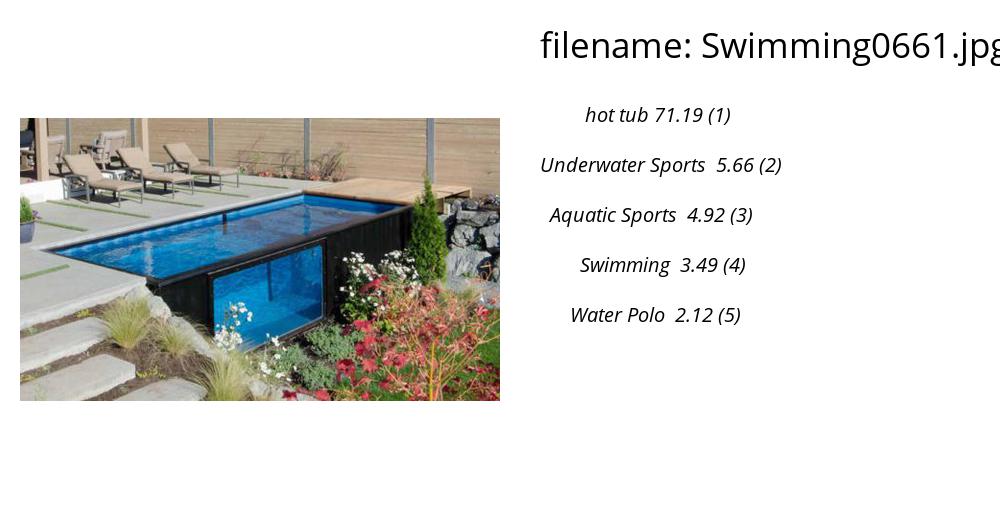 filename: Swimming0661.jpg
hot tub 71.19 (1)
Underwater Sports 5.66 (2)
Aquatic Sports 4.92 (3)
Swimming 3.49 (4)
Water Polo 2.12 (5)